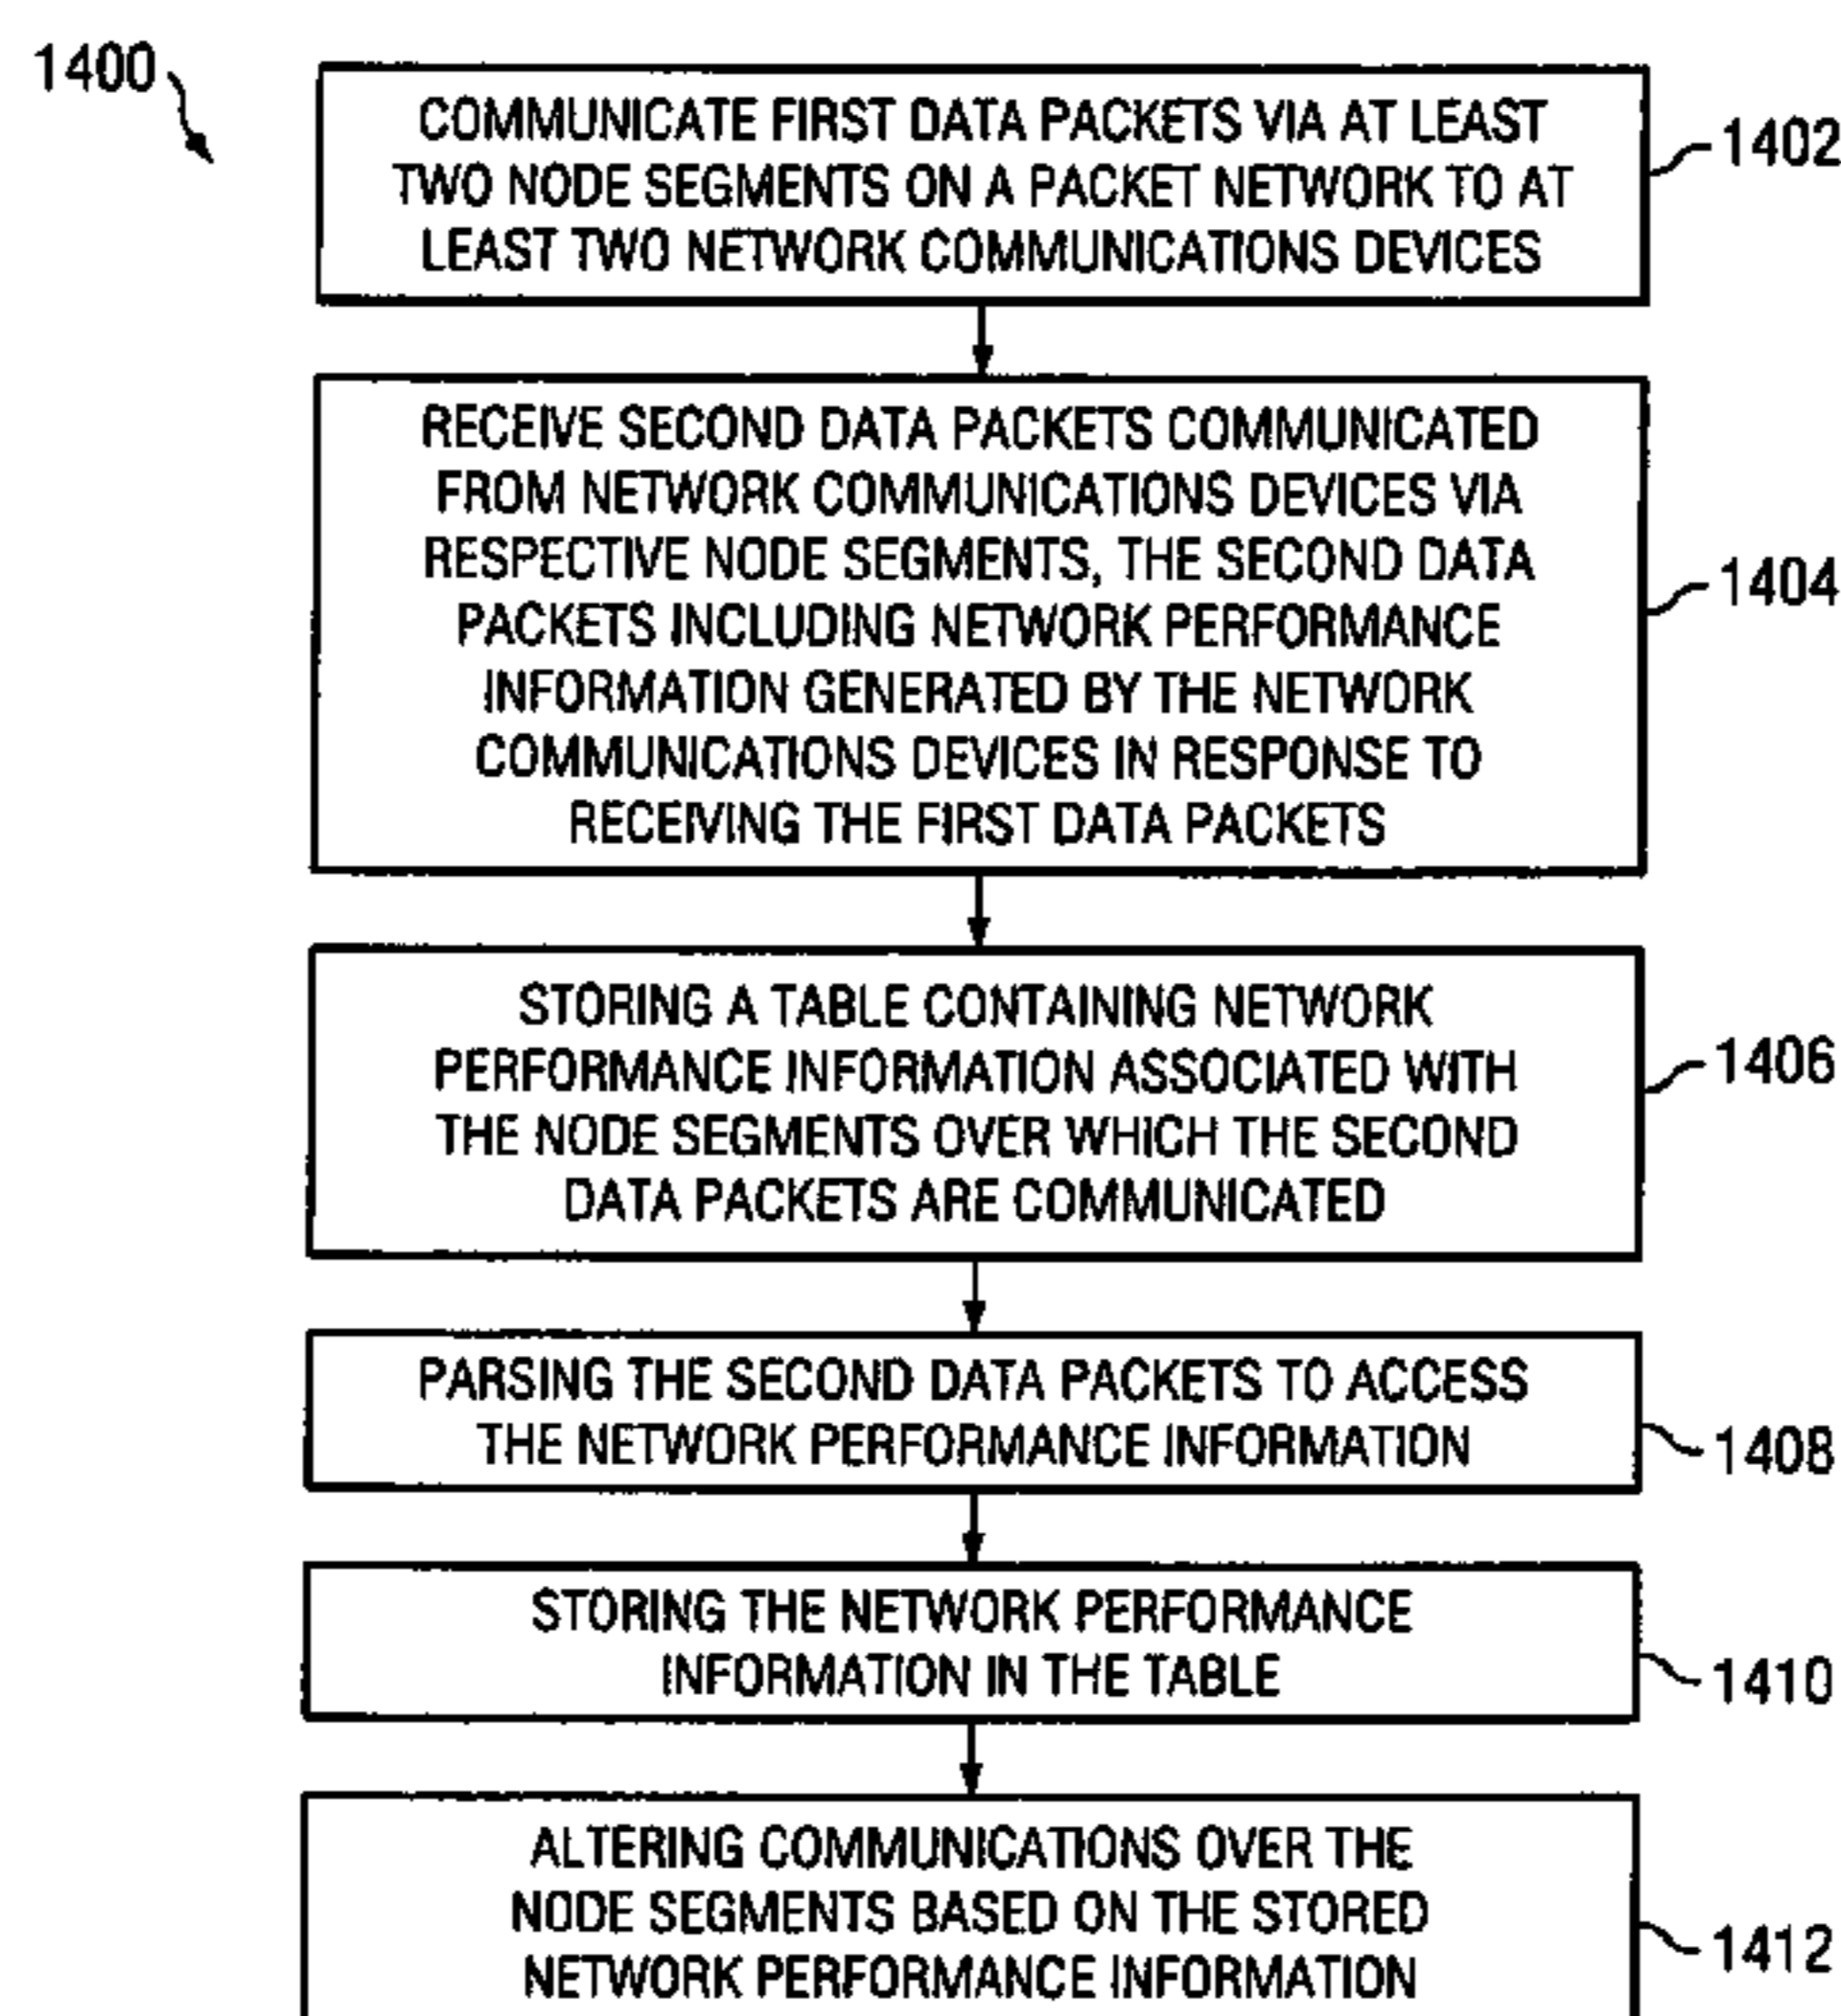 1400
COMMUNICATE FIRST DATA PACKETS VIA AT LEAST
TWO NODE SEGMENTS ON A PACKET NETWORK TO AT
LEAST TWO NETWORK COMMUNICATIONS DEVICES
1402
RECEIVE SECOND DATA PACKETS COMMUNICATED
FROM NETWORK COMMUNICATIONS DEVICES VIA
RESPECTIVE NODE SEGMENTS, THE SECOND DATA
PACKETS INCLUDING NETWORK PERFORMANCE
INFORMATION GENERATED BY THE NETWORK
COMMUNICATIONS DEVICES IN RESPONSE TO
RECEIVING THE FIRST DATA PACKETS
1404
STORING A TABLE CONTAINING NETWORK
PERFORMANCE INFORMATION ASSOCIATED WITH
THE NODE SEGMENTS OVER WHICH THE SECOND
DATA PACKETS ARE COMMUNICATED
1406
PARSING THE SECOND DATA PACKETS TO ACCESS
THE NETWORK PERFORMANCE INFORMATION
1408
STORING THE NETWORK PERFORMANCE
INFORMATION IN THE TABLE
1410
ALTERING COMMUNICATIONS OVER THE
NODE SEGMENTS BASED ON THE STORED
NETWORK PERFORMANCE INFORMATION
1412